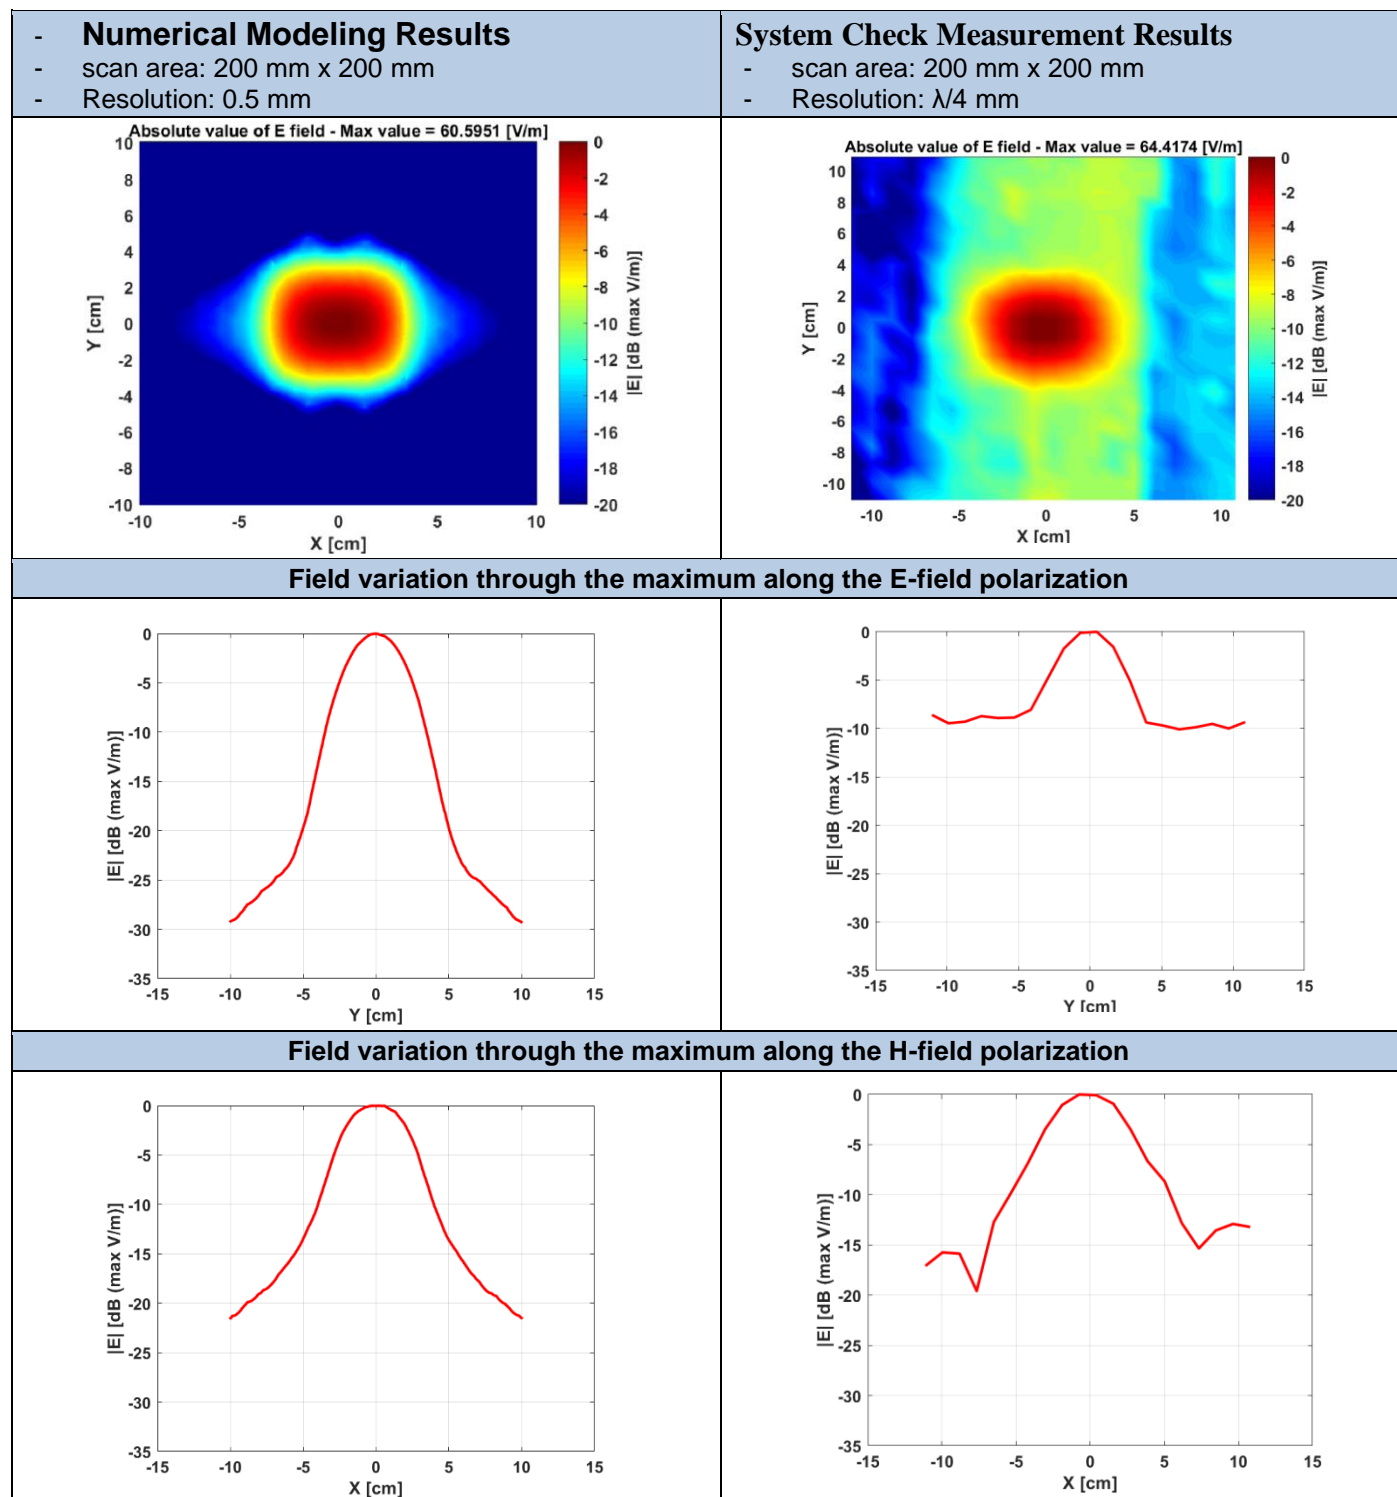 - Numerical Modeling Results
- scan area: 200 mm x 200 mm
- Resolution: 0.5 mm
System Check Measurement Results
- scan area: 200 mm x 200 mm
- Resolution: λ/4 mm
Absolute value of E field - Max value = 60.5951 [V/m]
10
8
6
4
2
0
-2
-4
-6
-8
-10
Y [cm]
-10 -5 0 5 10
X [cm]
0
-2
-4
-6
-8
-10
-12
-14
-16
-18
-20
|E| [dB (max V/m)]
Absolute value of E field - Max value = 64.4174 [V/m]
10
8
6
4
2
0
-2
-4
-6
-8
-10
Y [cm]
-10 -5 0 5 10
X [cm]
0
-2
-4
-6
-8
-10
-12
-14
-16
-18
-20
|E| [dB (max V/m)]
Field variation through the maximum along the E-field polarization
0
-5
-10
-15
-20
-25
-30
-35
|E| [dB (max V/m)]
-15 -10 -5 0 5 10 15
Y [cm]
0
-5
-10
-15
-20
-25
-30
-35
|E| [dB (max V/m)]
-15 -10 -5 0 5 10 15
Y [cm]
Field variation through the maximum along the H-field polarization
0
-5
-10
-15
-20
-25
-30
-35
|E| [dB (max V/m)]
-15 -10 -5 0 5 10 15
X [cm]
0
-5
-10
-15
-20
-25
-30
-35
|E| [dB (max V/m)]
-15 -10 -5 0 5 10 15
X [cm]